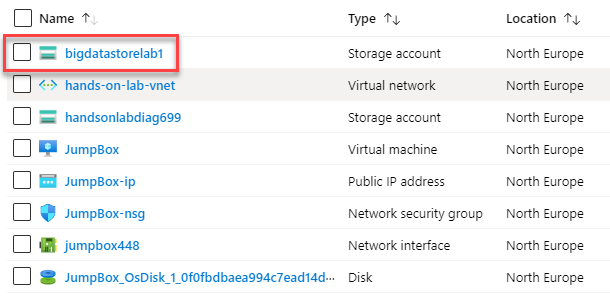 Name ↑↓ Type ↑↓ Location ↑↓
bigdatastorelab1 Storage account North Europe
hands-on-lab-vnet Virtual network North Europe
handsonlabdiag699 Storage account North Europe
JumpBox Virtual machine North Europe
JumpBox-ip Public IP address North Europe
JumpBox-nsg Network security group North Europe
jumpbox448 Network interface North Europe
JumpBox_OsDisk_1_0f0fbdbaea994c7ead14d··· Disk North Europe